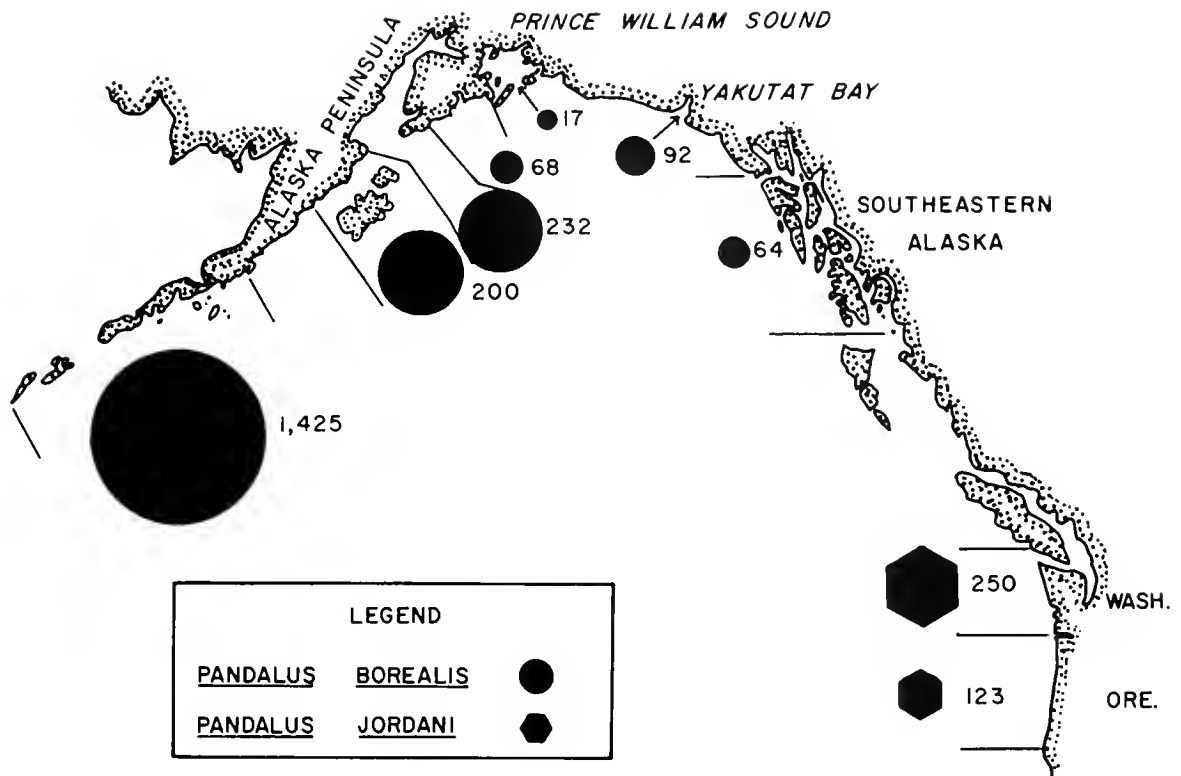 PRINCE WILLIAM SOUND
ALASKA PENINSULA
YAKUTAT BAY
17
68
92
232
SOUTHEASTERN
ALASKA
64
200
1,425
250
WASH.
123
ORE.
LEGEND
PANDALUS BOREALIS
PANDALUS JORDANI